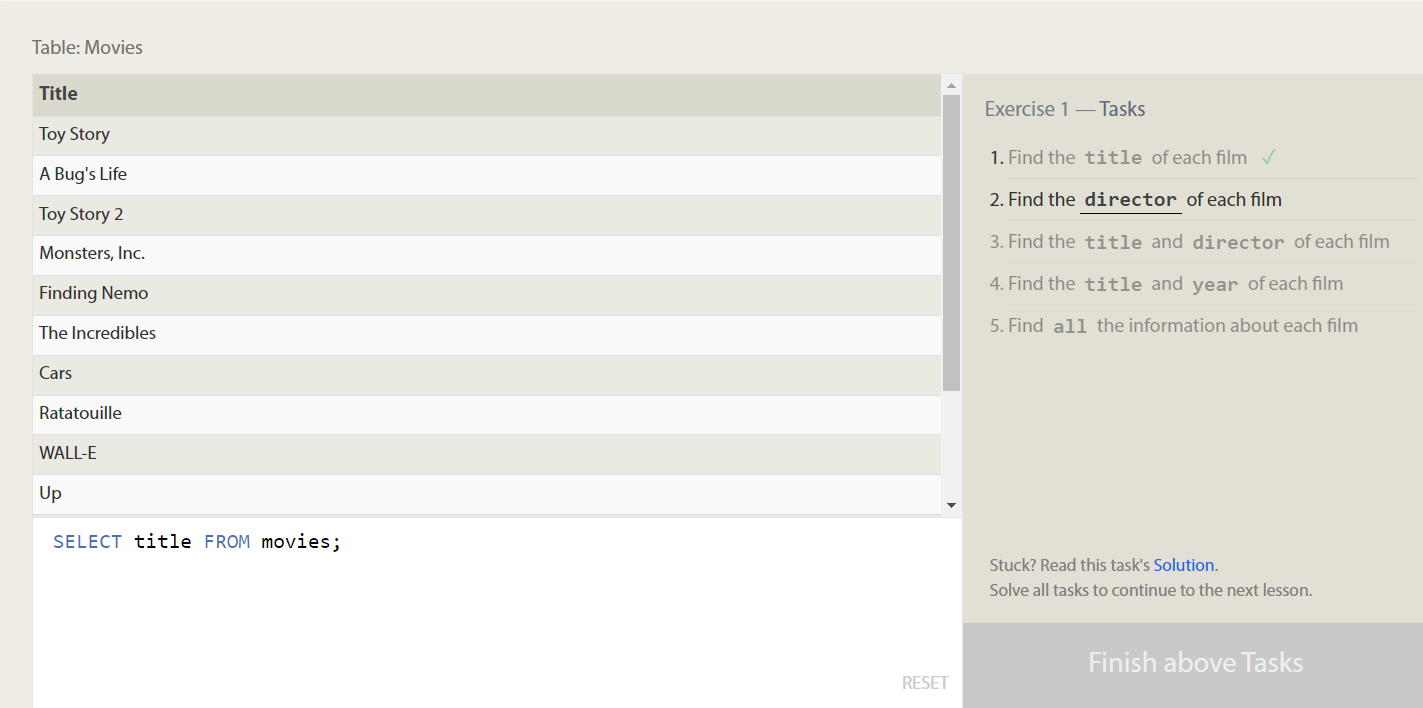 Table: Movies
Title
Toy Story
A Bug's Life
Toy Story 2
Monsters, Inc.
Finding Nemo
The Incredibles
Cars
Ratatouille
WALL-E
Up
SELECT title FROM movies;
RESET
Exercise 1 — Tasks
1. Find the title of each film ✓
2. Find the director of each film
3. Find the title and director of each film
4. Find the title and year of each film
5. Find all the information about each film
Stuck? Read this task's Solution.
Solve all tasks to continue to the next lesson.
Finish above Tasks